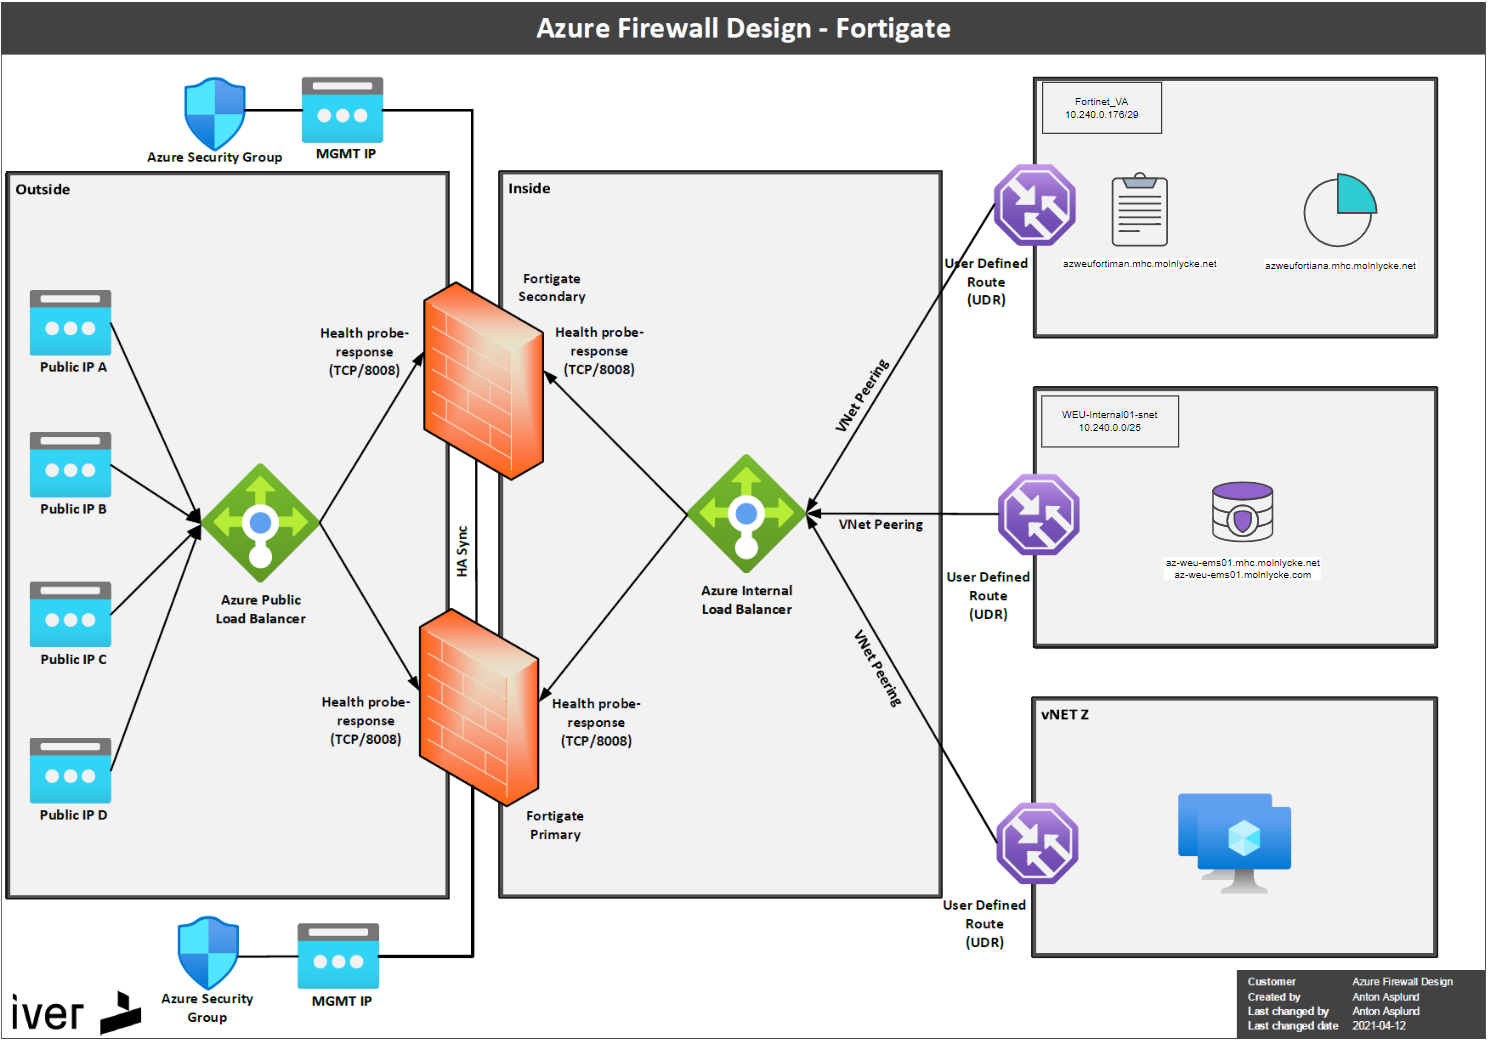 Azure Firewall Design - Fortigate
Azure Security Group
MGMT IP
Outside
Public IP A
Public IP B
Public IP C
Public IP D
Azure Public
Load Balancer
Health probe-
response
(TCP/8008)
Health probe-
response
(TCP/8008)
HA Sync
Inside
Fortigate
Secondary
Health probe-
response
(TCP/8008)
Health probe-
response
(TCP/8008)
Fortigate
Primary
Azure Internal
Load Balancer
VNet Peering
VNet Peering
VNet Peering
User Defined
Route
(UDR)
User Defined
Route
(UDR)
User Defined
Route
(UDR)
Fortinet_VA
10.240.0.176/29
azweufortiman.mhc.molnlycke.net
azweufortiana.mhc.molnlycke.net
WEU-Internal01-snet
10.240.0.0/25
az-weu-ems01.mhc.molnlycke.net
az-weu-ems01.molnlycke.com
vNET Z
Azure Security
Group
MGMT IP
iver
Customer Azure Firewall Design
Created by Anton Asplund
Last changed by Anton Asplund
Last changed date 2021-04-12